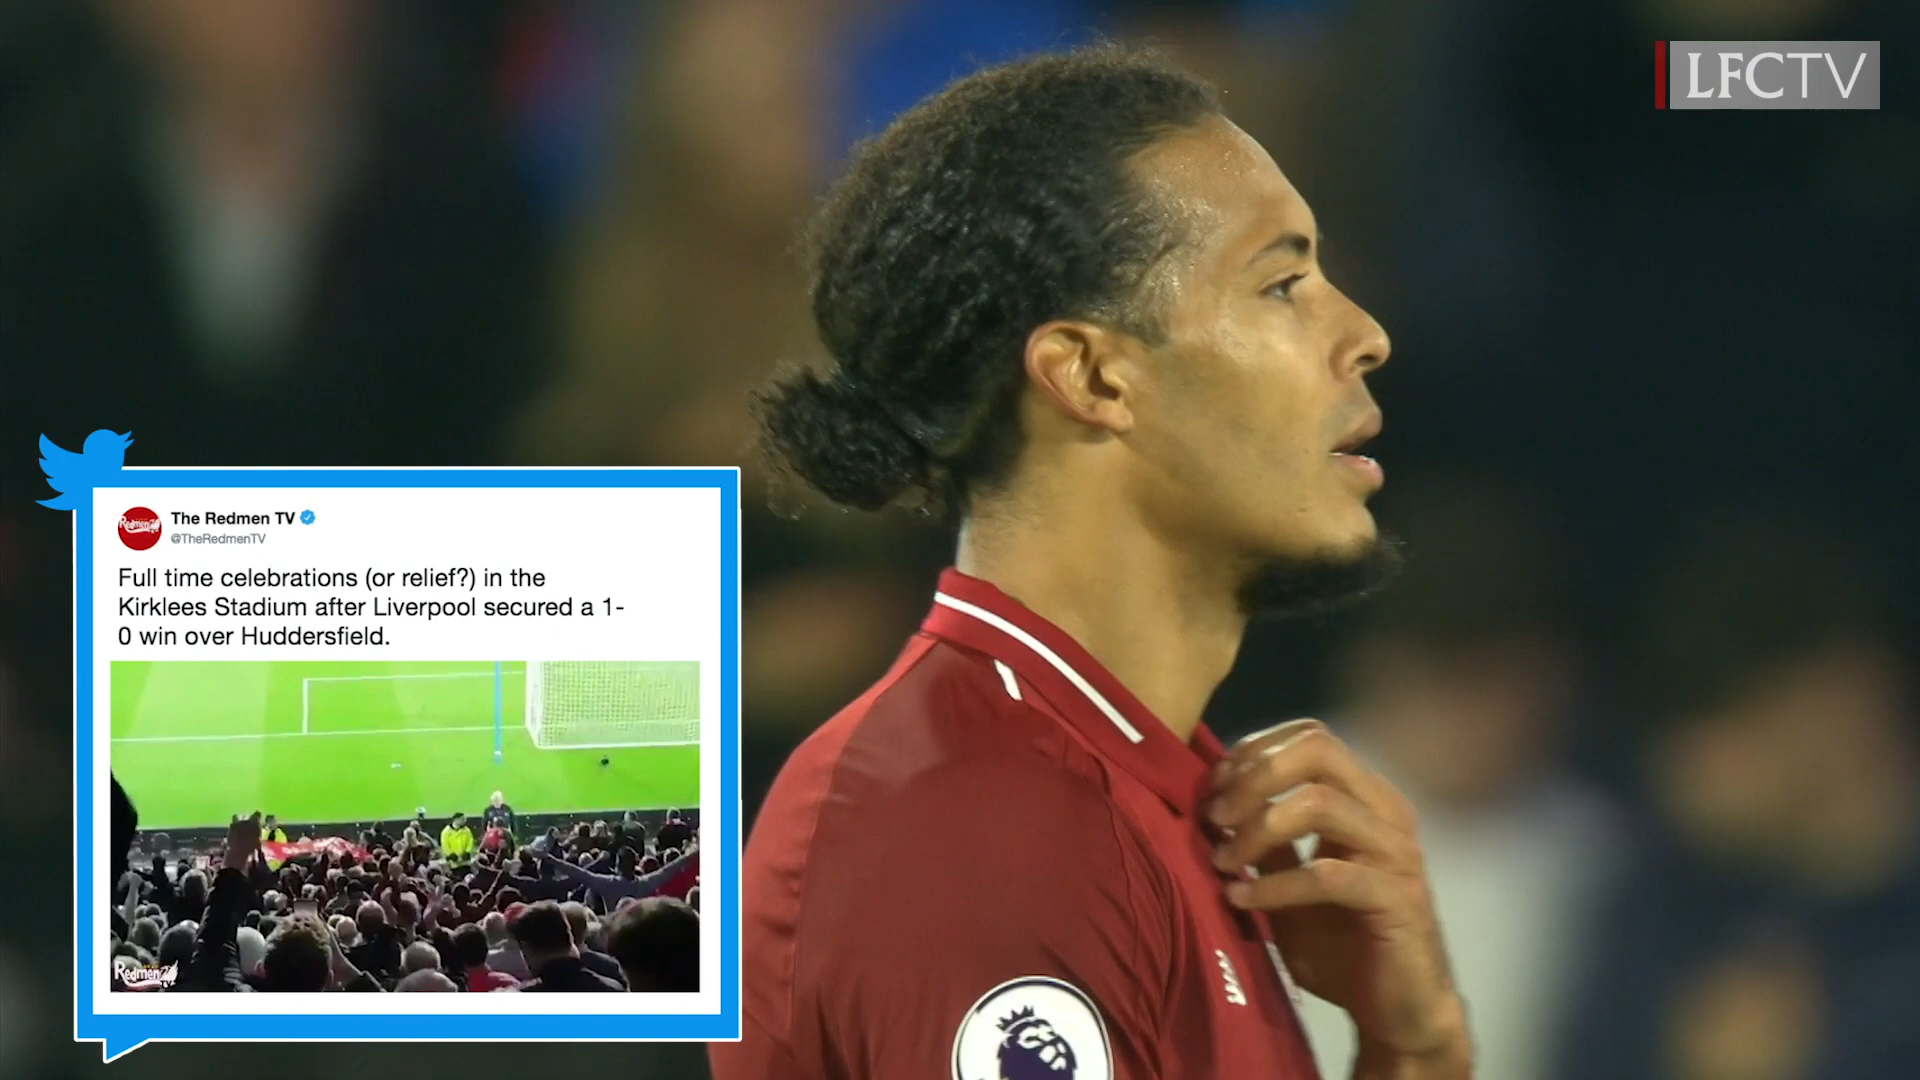 LFCTV
The Redmen TV
@TheRedmenTV
Full time celebrations (or relief?) in the
Kirklees Stadium after Liverpool secured a 1-
0 win over Huddersfield.
Redmen TV